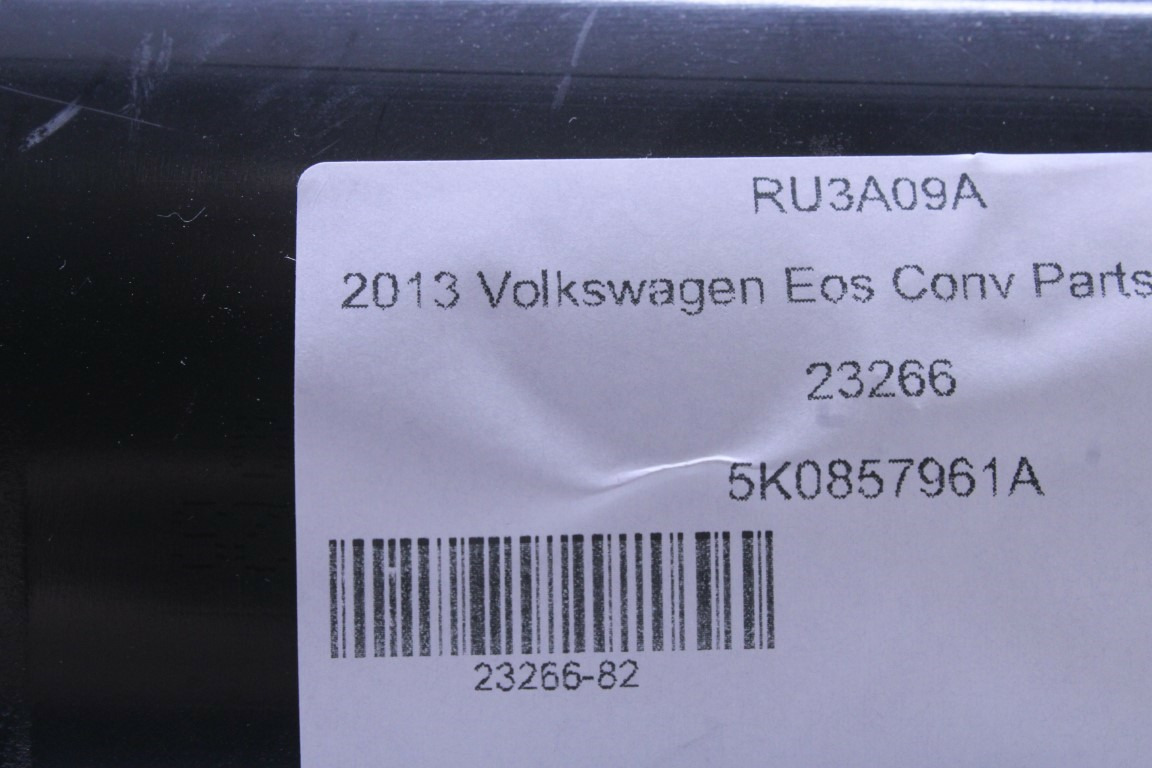 RU3A09A
2013 Volkswagen Eos Conv Parts
23266
5K0857961A
23266-82